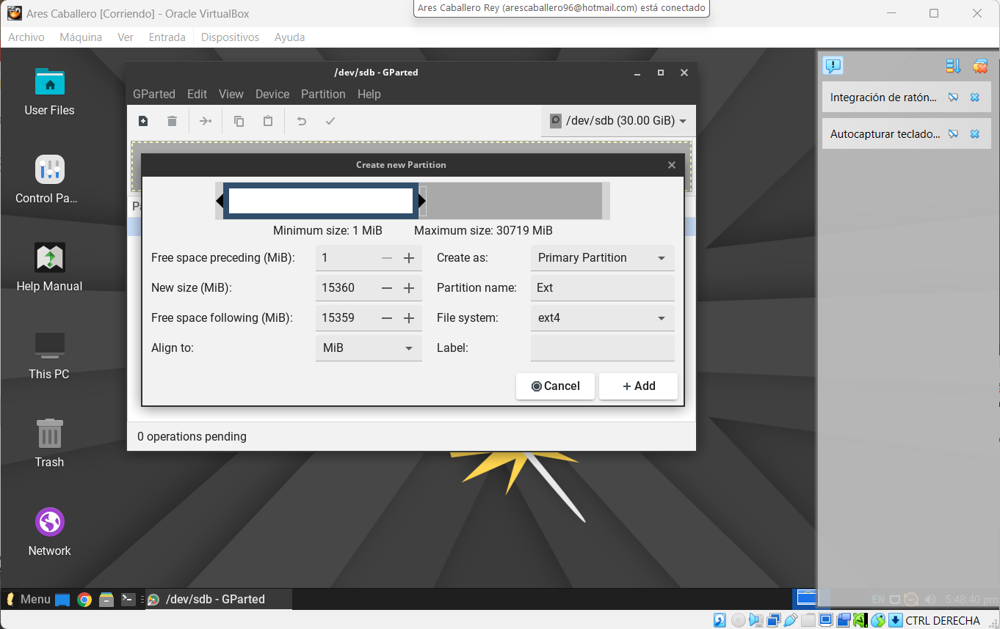 Ares Caballero [Corriendo] - Oracle VirtualBox
Ares Caballero Rey (arescaballero96@hotmail.com) está conectado
Archivo Máquina Ver Entrada Dispositivos Ayuda
User Files
Control Pa...
Help Manual
This PC
Trash
Network
/dev/sdb - GParted
GParted Edit View Device Partition Help
/dev/sdb (30.00 GiB)
Create new Partition
Minimum size: 1 MiB Maximum size: 30719 MiB
Free space preceding (MiB): 1 Create as: Primary Partition
New size (MiB): 15360 Partition name: Ext
Free space following (MiB): 15359 File system: ext4
Align to: MiB Label:
Cancel + Add
0 operations pending
Integración de ratón...
Autocapturar teclado...
Menu /dev/sdb - GParted EN 5:48:40 pm
CTRL DERECHA